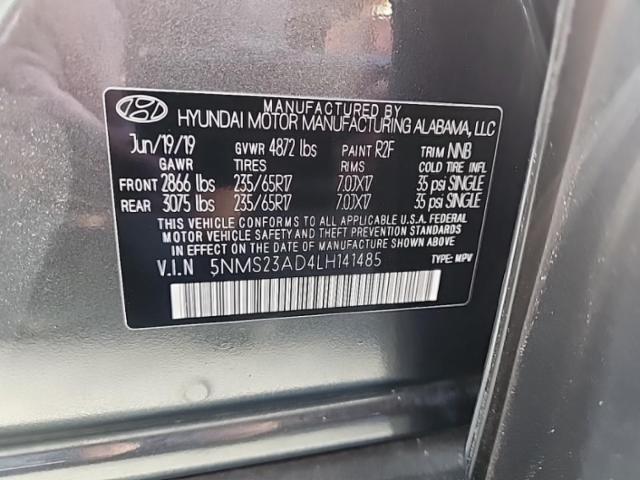 MANUFACTURED BY
HYUNDAI MOTOR MANUFACTURING ALABAMA, LLC
Jun/19/19 GVWR 4872 lbs PAINT R2F TRIM NNB
GAWR TIRES RIMS COLD TIRE INFL
FRONT 2866 lbs 235/65R17 7.0JX17 35 psi SINGLE
REAR 3075 lbs 235/65R17 7.0JX17 35 psi SINGLE
THIS VEHICLE CONFORMS TO ALL APPLICABLE U.S.A. FEDERAL
MOTOR VEHICLE SAFETY AND THEFT PREVENTION STANDARDS IN
EFFECT ON THE DATE OF MANUFACTURE SHOWN ABOVE.
V.I.N 5NMS23AD4LH141485 TYPE: MPV